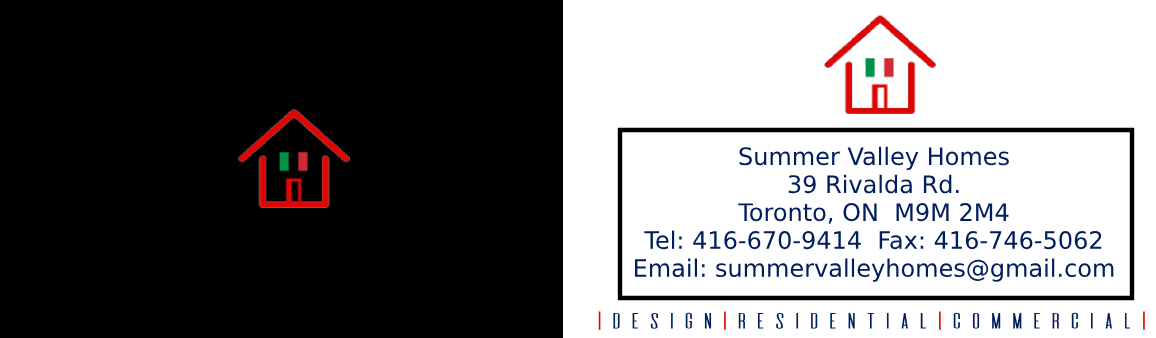 Summer Valley Homes
39 Rivalda Rd.
Toronto, ON  M9M 2M4
Tel: 416-670-9414  Fax: 416-746-5062
Email: summervalleyhomes@gmail.com
|DESIGN|RESIDENTIAL|COMMERCIAL|